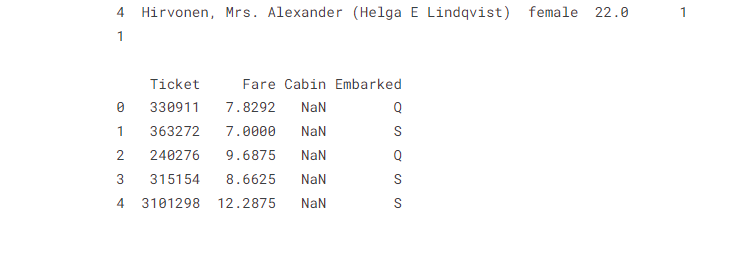 4 Hirvonen, Mrs. Alexander (Helga E Lindqvist) female 22.0 1
1
Ticket Fare Cabin Embarked
0 330911 7.8292 NaN Q
1 363272 7.0000 NaN S
2 240276 9.6875 NaN Q
3 315154 8.6625 NaN S
4 3101298 12.2875 NaN S